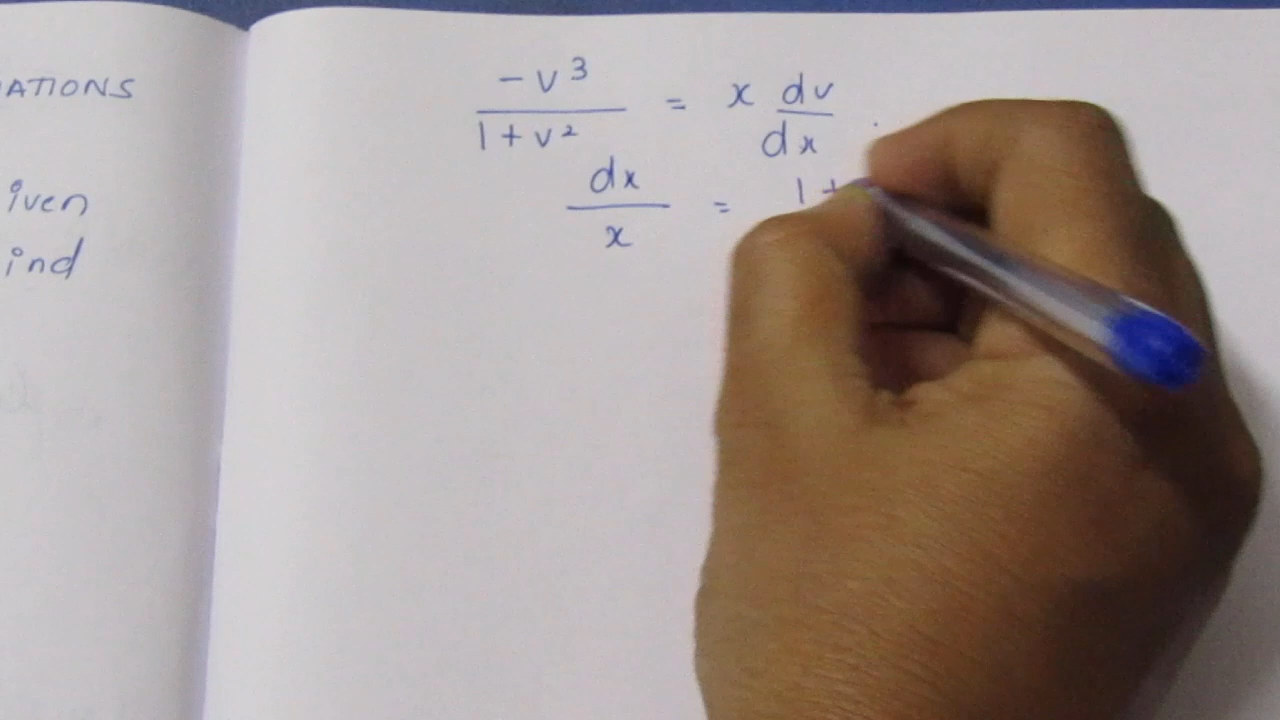 ATIONS
iven
ind
-v³/1+v² = x dv/dx .
dx/x = 1+